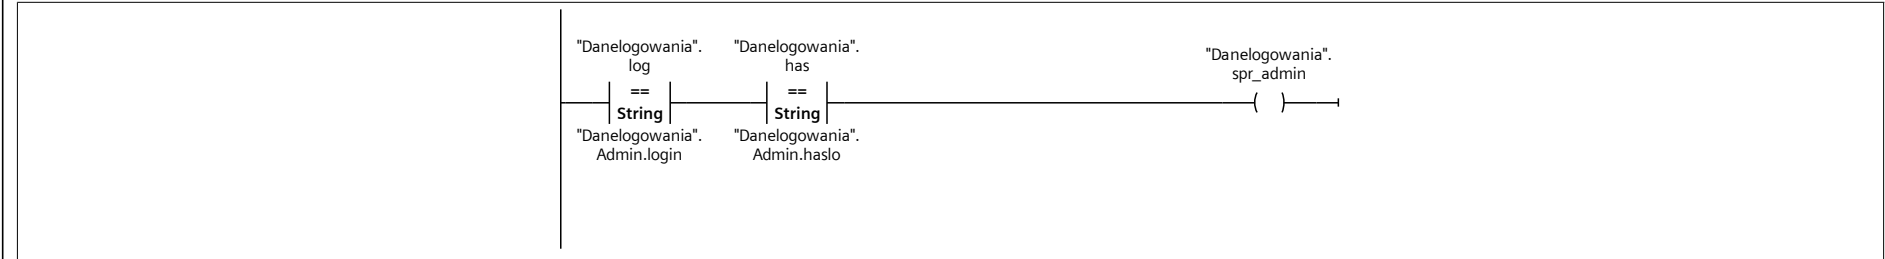 "Danelogowania".
log
==
String
"Danelogowania".
Admin.login
"Danelogowania".
has
==
String
"Danelogowania".
Admin.haslo
"Danelogowania".
spr_admin